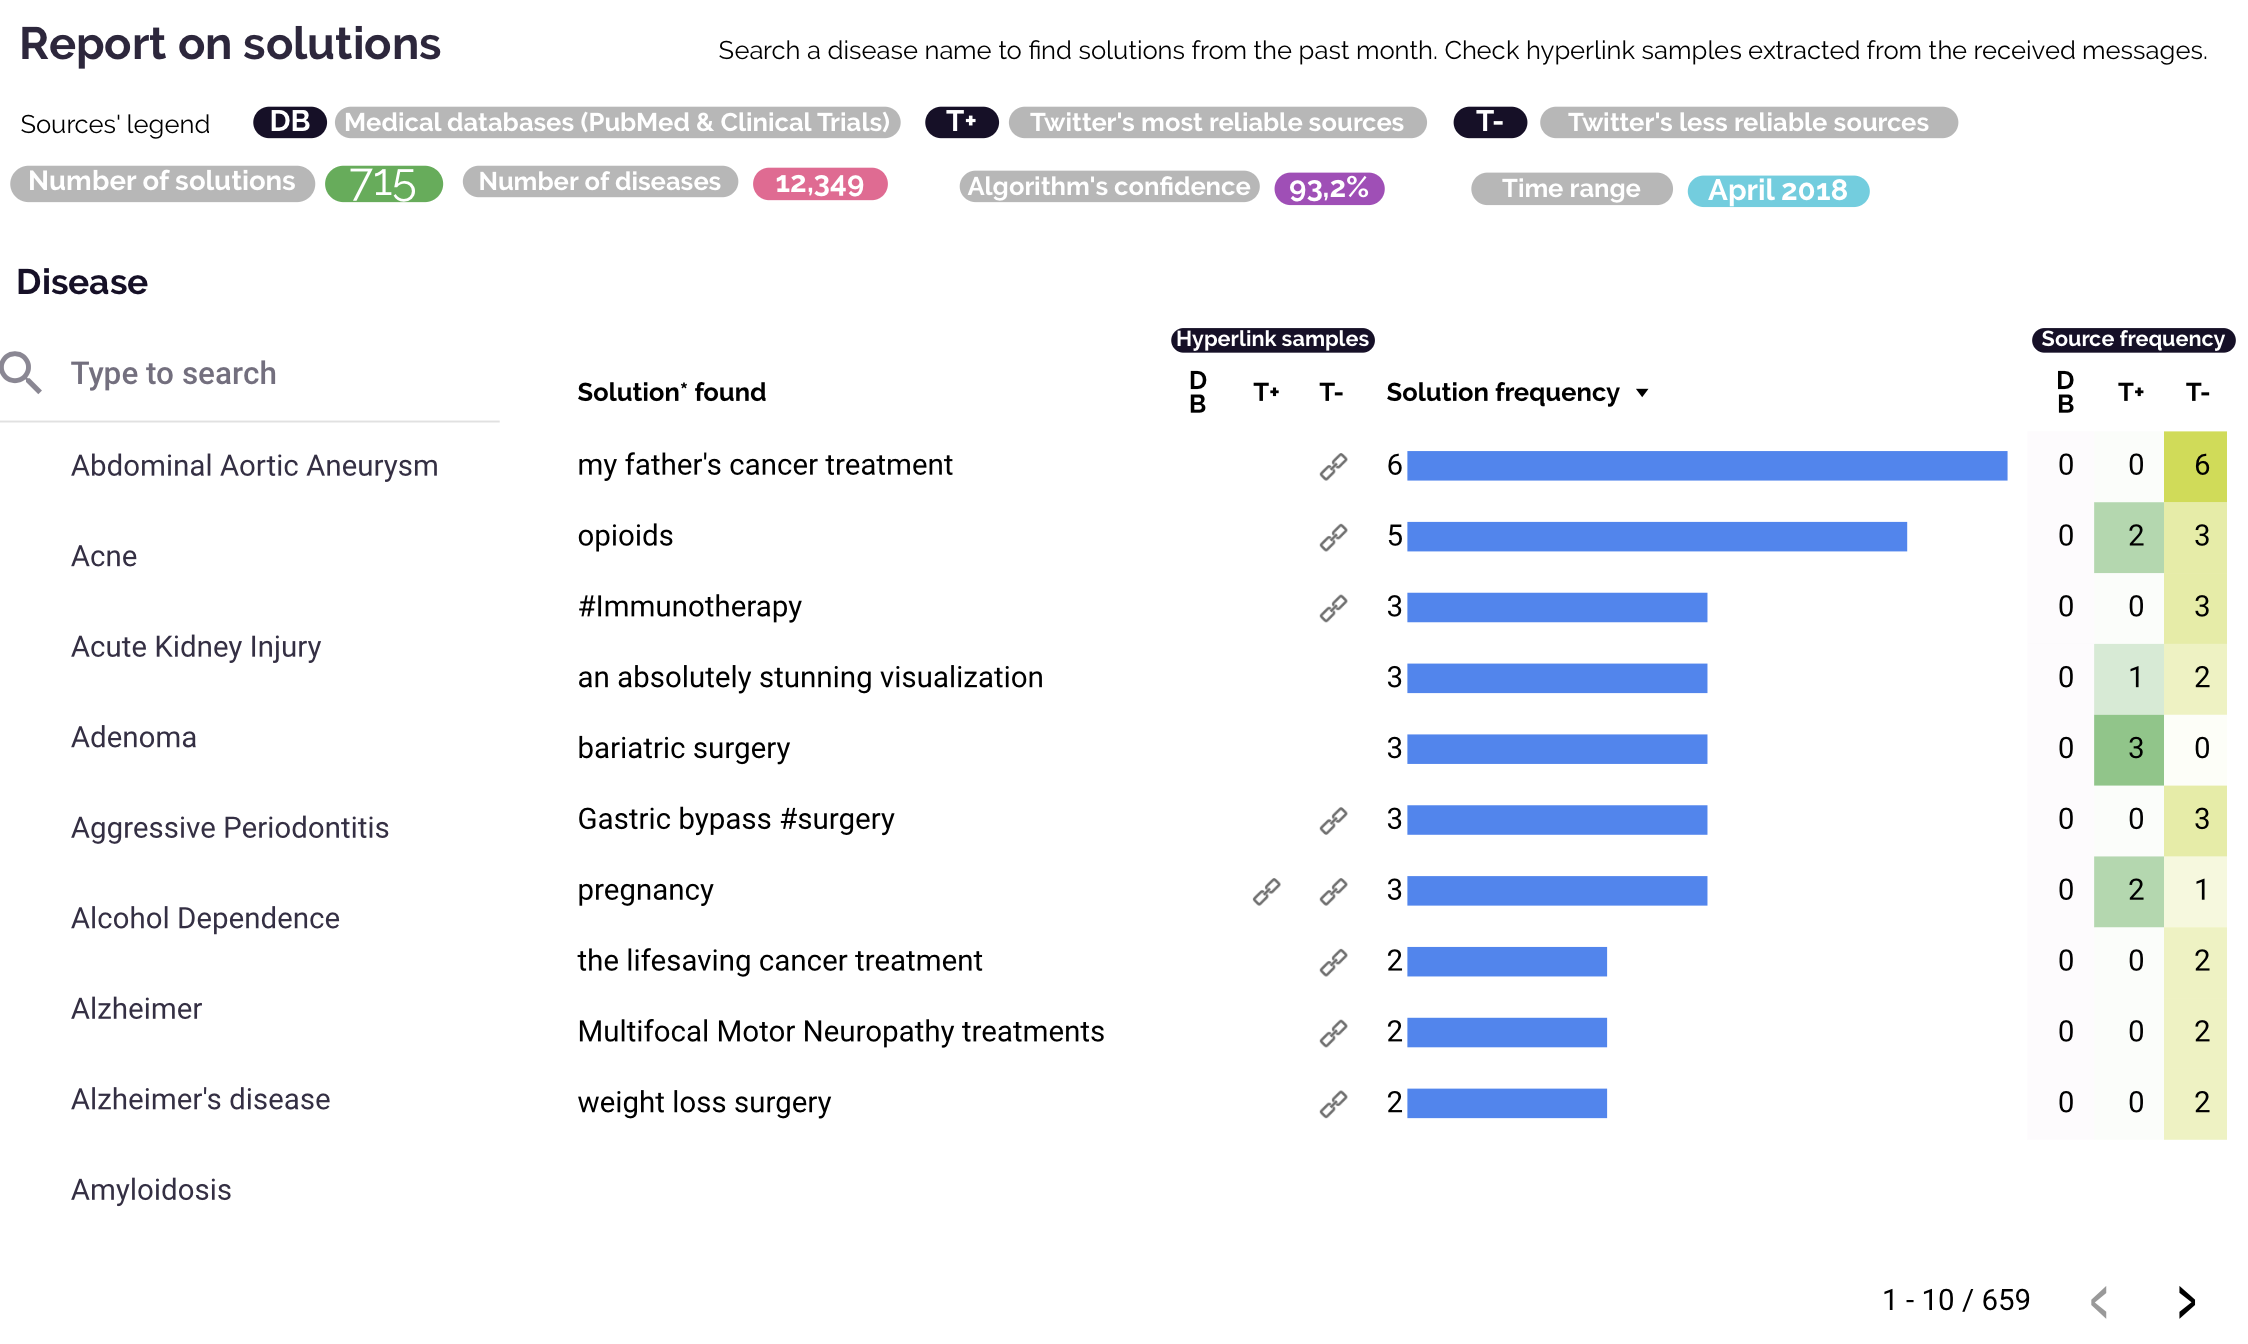 Report on solutions
Search a disease name to find solutions from the past month. Check hyperlink samples extracted from the received messages.
Sources' legend DB Medical databases (PubMed & Clinical Trials) T+ Twitter's most reliable sources T- Twitter's less reliable sources
Number of solutions 715 Number of diseases 12,349 Algorithm's confidence 93,2% Time range April 2018
Disease
Type to search
Abdominal Aortic Aneurysm
Acne
Acute Kidney Injury
Adenoma
Aggressive Periodontitis
Alcohol Dependence
Alzheimer
Alzheimer's disease
Amyloidosis
Hyperlink samples Source frequency
Solution* found DB T+ T- Solution frequency DB T+ T-
my father's cancer treatment 6 0 0 6
opioids 5 0 2 3
#Immunotherapy 3 0 0 3
an absolutely stunning visualization 3 0 1 2
bariatric surgery 3 0 3 0
Gastric bypass #surgery 3 0 0 3
pregnancy 3 0 2 1
the lifesaving cancer treatment 2 0 0 2
Multifocal Motor Neuropathy treatments 2 0 0 2
weight loss surgery 2 0 0 2
1 - 10 / 659